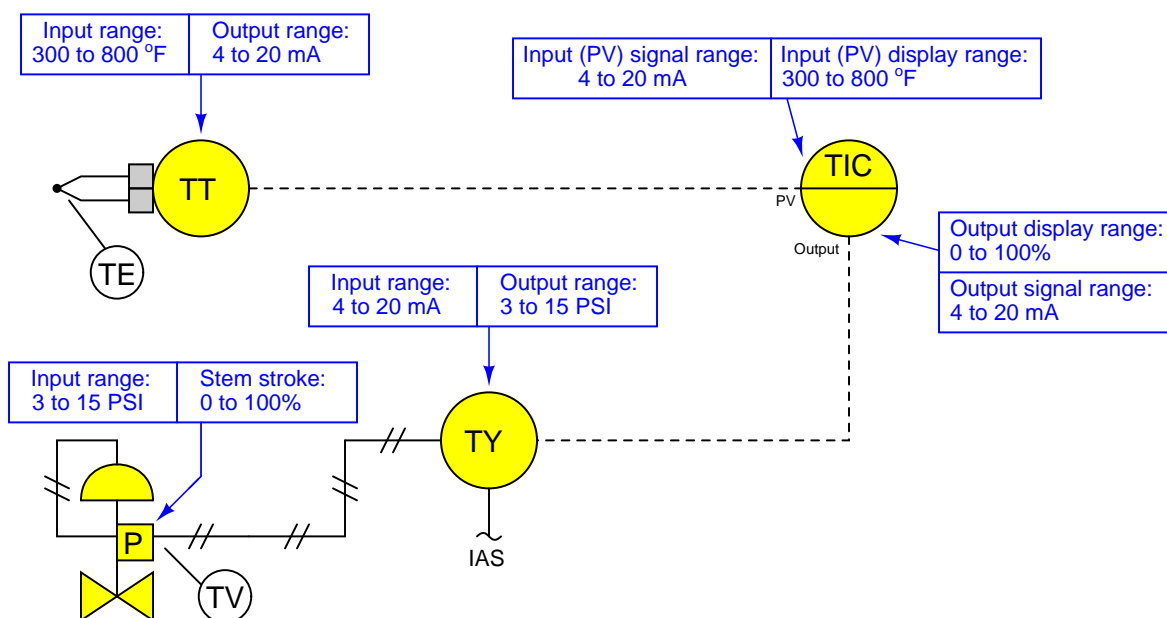 Input range:
300 to 800 °F
Output range:
4 to 20 mA
Input (PV) signal range:
4 to 20 mA
Input (PV) display range:
300 to 800 °F
TT
TIC
PV
Output
TE
Output display range:
0 to 100%
Output signal range:
4 to 20 mA
Input range:
4 to 20 mA
Output range:
3 to 15 PSI
Input range:
3 to 15 PSI
Stem stroke:
0 to 100%
TY
P
IAS
TV